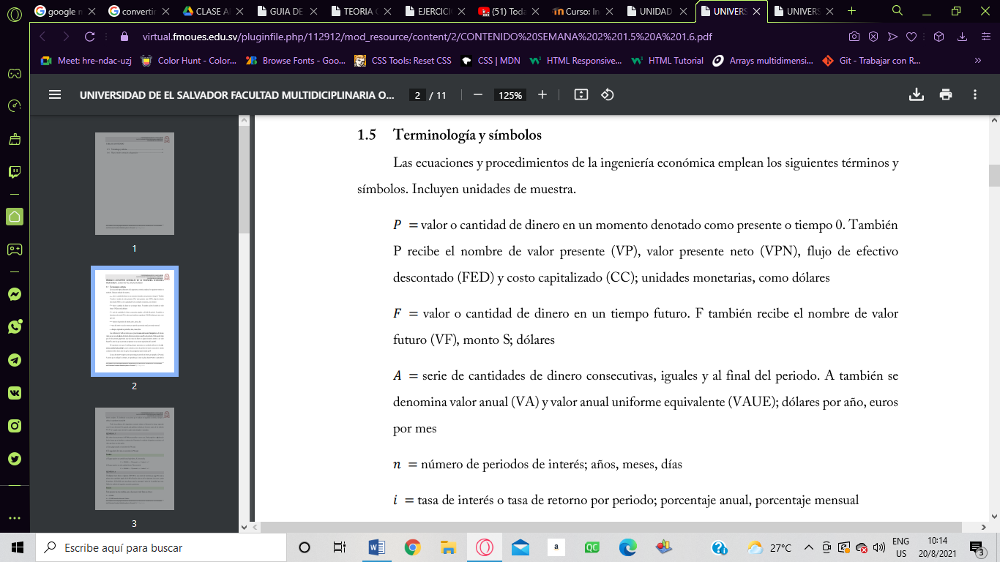 google n
convertir
CLASE A
GUIA DE
TEORIA
EJERCICI
(51) Tod
Curso: In
UNIDAD
UNIVERS
UNIVERS
virtual.fmoues.edu.sv/pluginfile.php/112912/mod_resource/content/2/CONTENIDO%20SEMANA%202%201.5%20A%201.6.pdf
Meet: hre-ndac-uzj
Color Hunt - Color...
Browse Fonts - Goo...
CSS Tools: Reset CSS
CSS | MDN
HTML Responsive...
HTML Tutorial
Arrays multidimensi...
Git - Trabajar con R...
»
UNIVERSIDAD DE EL SALVADOR FACULTAD MULTIDICIPLINARIA O...
2 / 11
125%
1
2
3
1.5 Terminología y símbolos
Las ecuaciones y procedimientos de la ingeniería económica emplean los siguientes términos y
símbolos. Incluyen unidades de muestra.
P = valor o cantidad de dinero en un momento denotado como presente o tiempo 0. También
P recibe el nombre de valor presente (VP), valor presente neto (VPN), flujo de efectivo
descontado (FED) y costo capitalizado (CC); unidades monetarias, como dólares
F = valor o cantidad de dinero en un tiempo futuro. F también recibe el nombre de valor
futuro (VF), monto S; dólares
A = serie de cantidades de dinero consecutivas, iguales y al final del periodo. A también se
denomina valor anual (VA) y valor anual uniforme equivalente (VAUE); dólares por año, euros
por mes
n = número de periodos de interés; años, meses, días
i = tasa de interés o tasa de retorno por periodo; porcentaje anual, porcentaje mensual
Escribe aquí para buscar
a
QC
27°C
ENG
US
10:14
20/8/2021
3